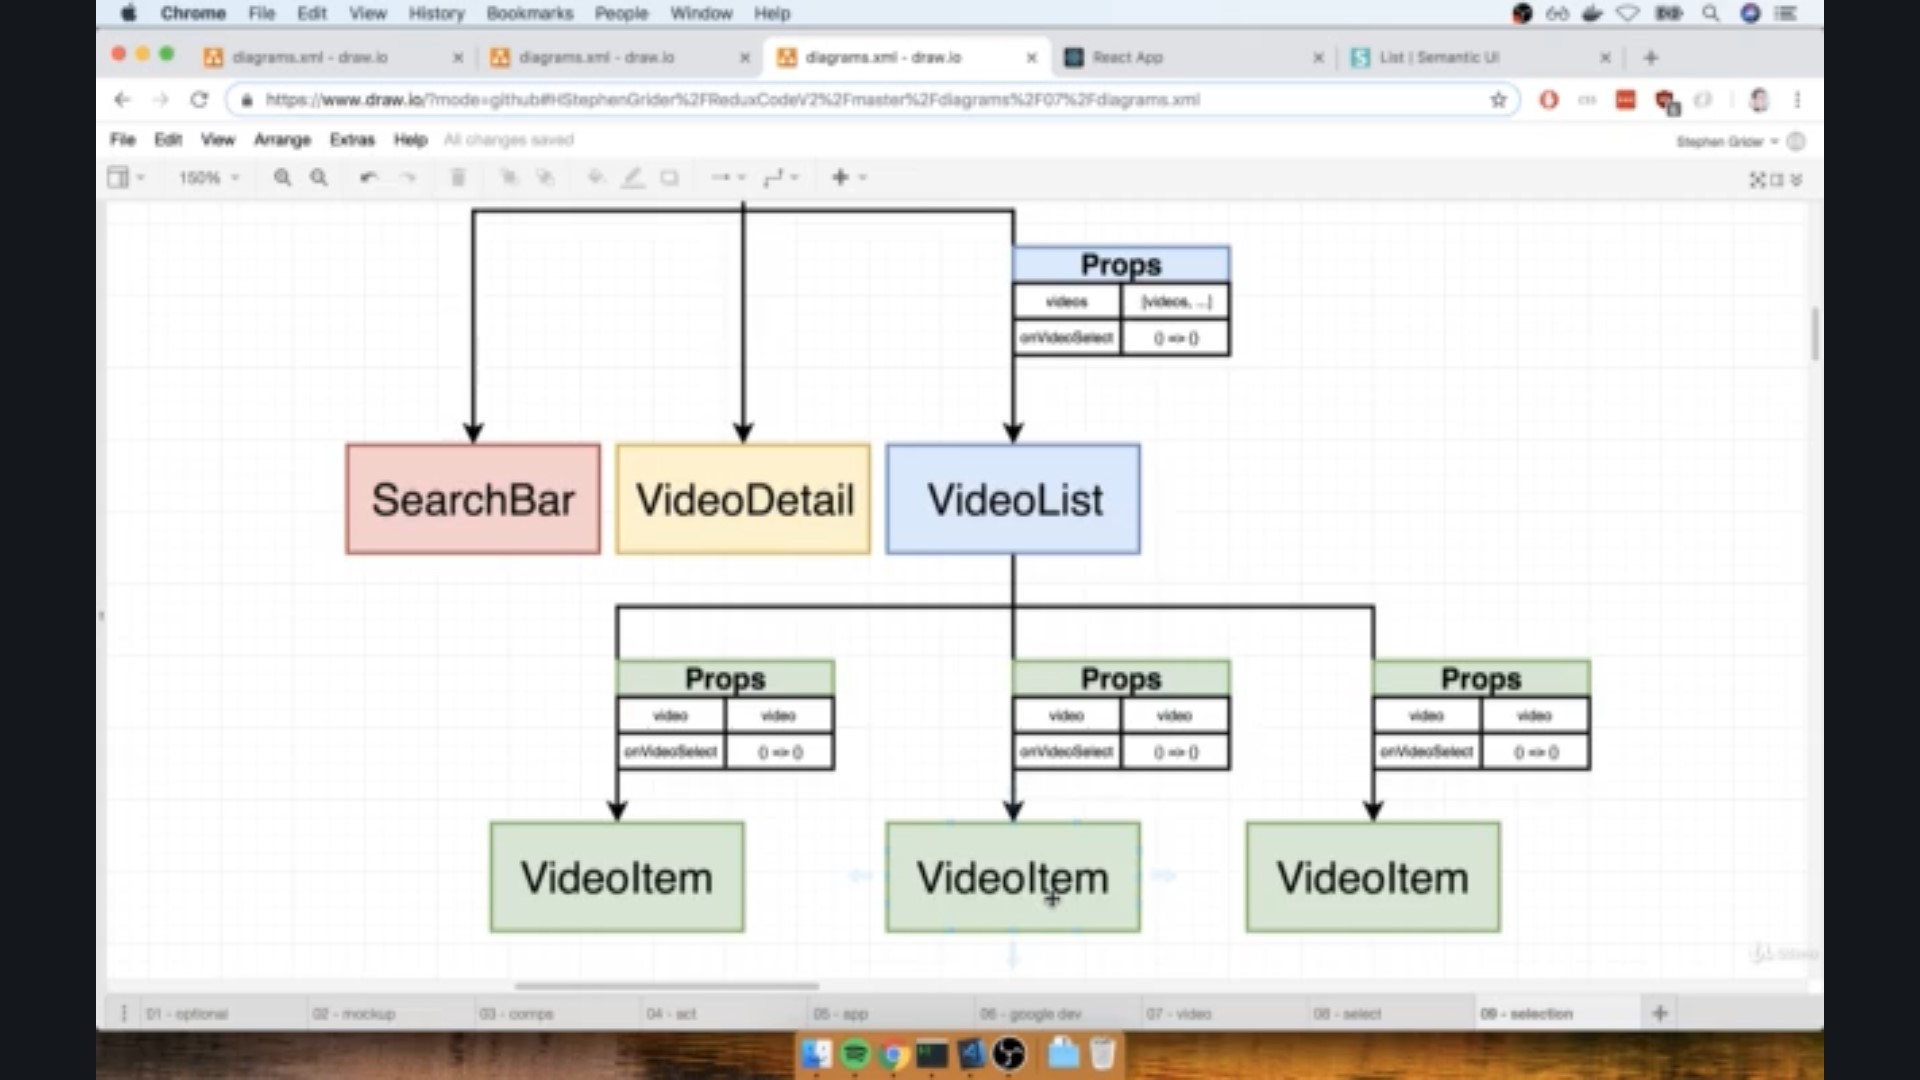 Chrome File Edit View History Bookmarks People Window Help
diagrams.xml - draw.io
diagrams.xml - draw.io
diagrams.xml - draw.io
React App
List | Semantic UI
https://www.draw.io/?mode=github#HStephenGrider%2FReduxCodeV2%2Fmaster%2Fdiagrams%2F07%2Fdiagrams.xml
File Edit View Arrange Extras Help All changes saved
Stephen Grider
150%
Props
videos [videos, ...]
onVideoSelect () => {}
SearchBar
VideoDetail
VideoList
Props
video video
onVideoSelect () => {}
Props
video video
onVideoSelect () => {}
Props
video video
onVideoSelect () => {}
VideoItem
VideoItem
VideoItem
01 - optional
02 - mockup
03 - comps
04 - act
05 - app
06 - google dev
07 - video
08 - select
09 - selection